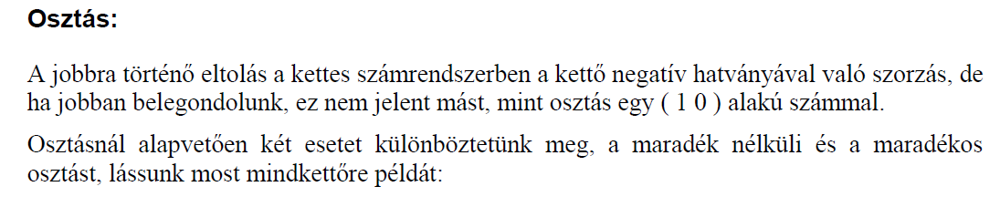 Osztás:
A jobbra történő eltolás a kettes számrendszerben a kettő negatív hatványával való szorzás, de
ha jobban belegondolunk, ez nem jelent mást, mint osztás egy ( 1 0 ) alakú számmal.
Osztásnál alapvetően két esetet különböztetünk meg, a maradék nélküli és a maradékos
osztást, lássunk most mindkettőre példát: